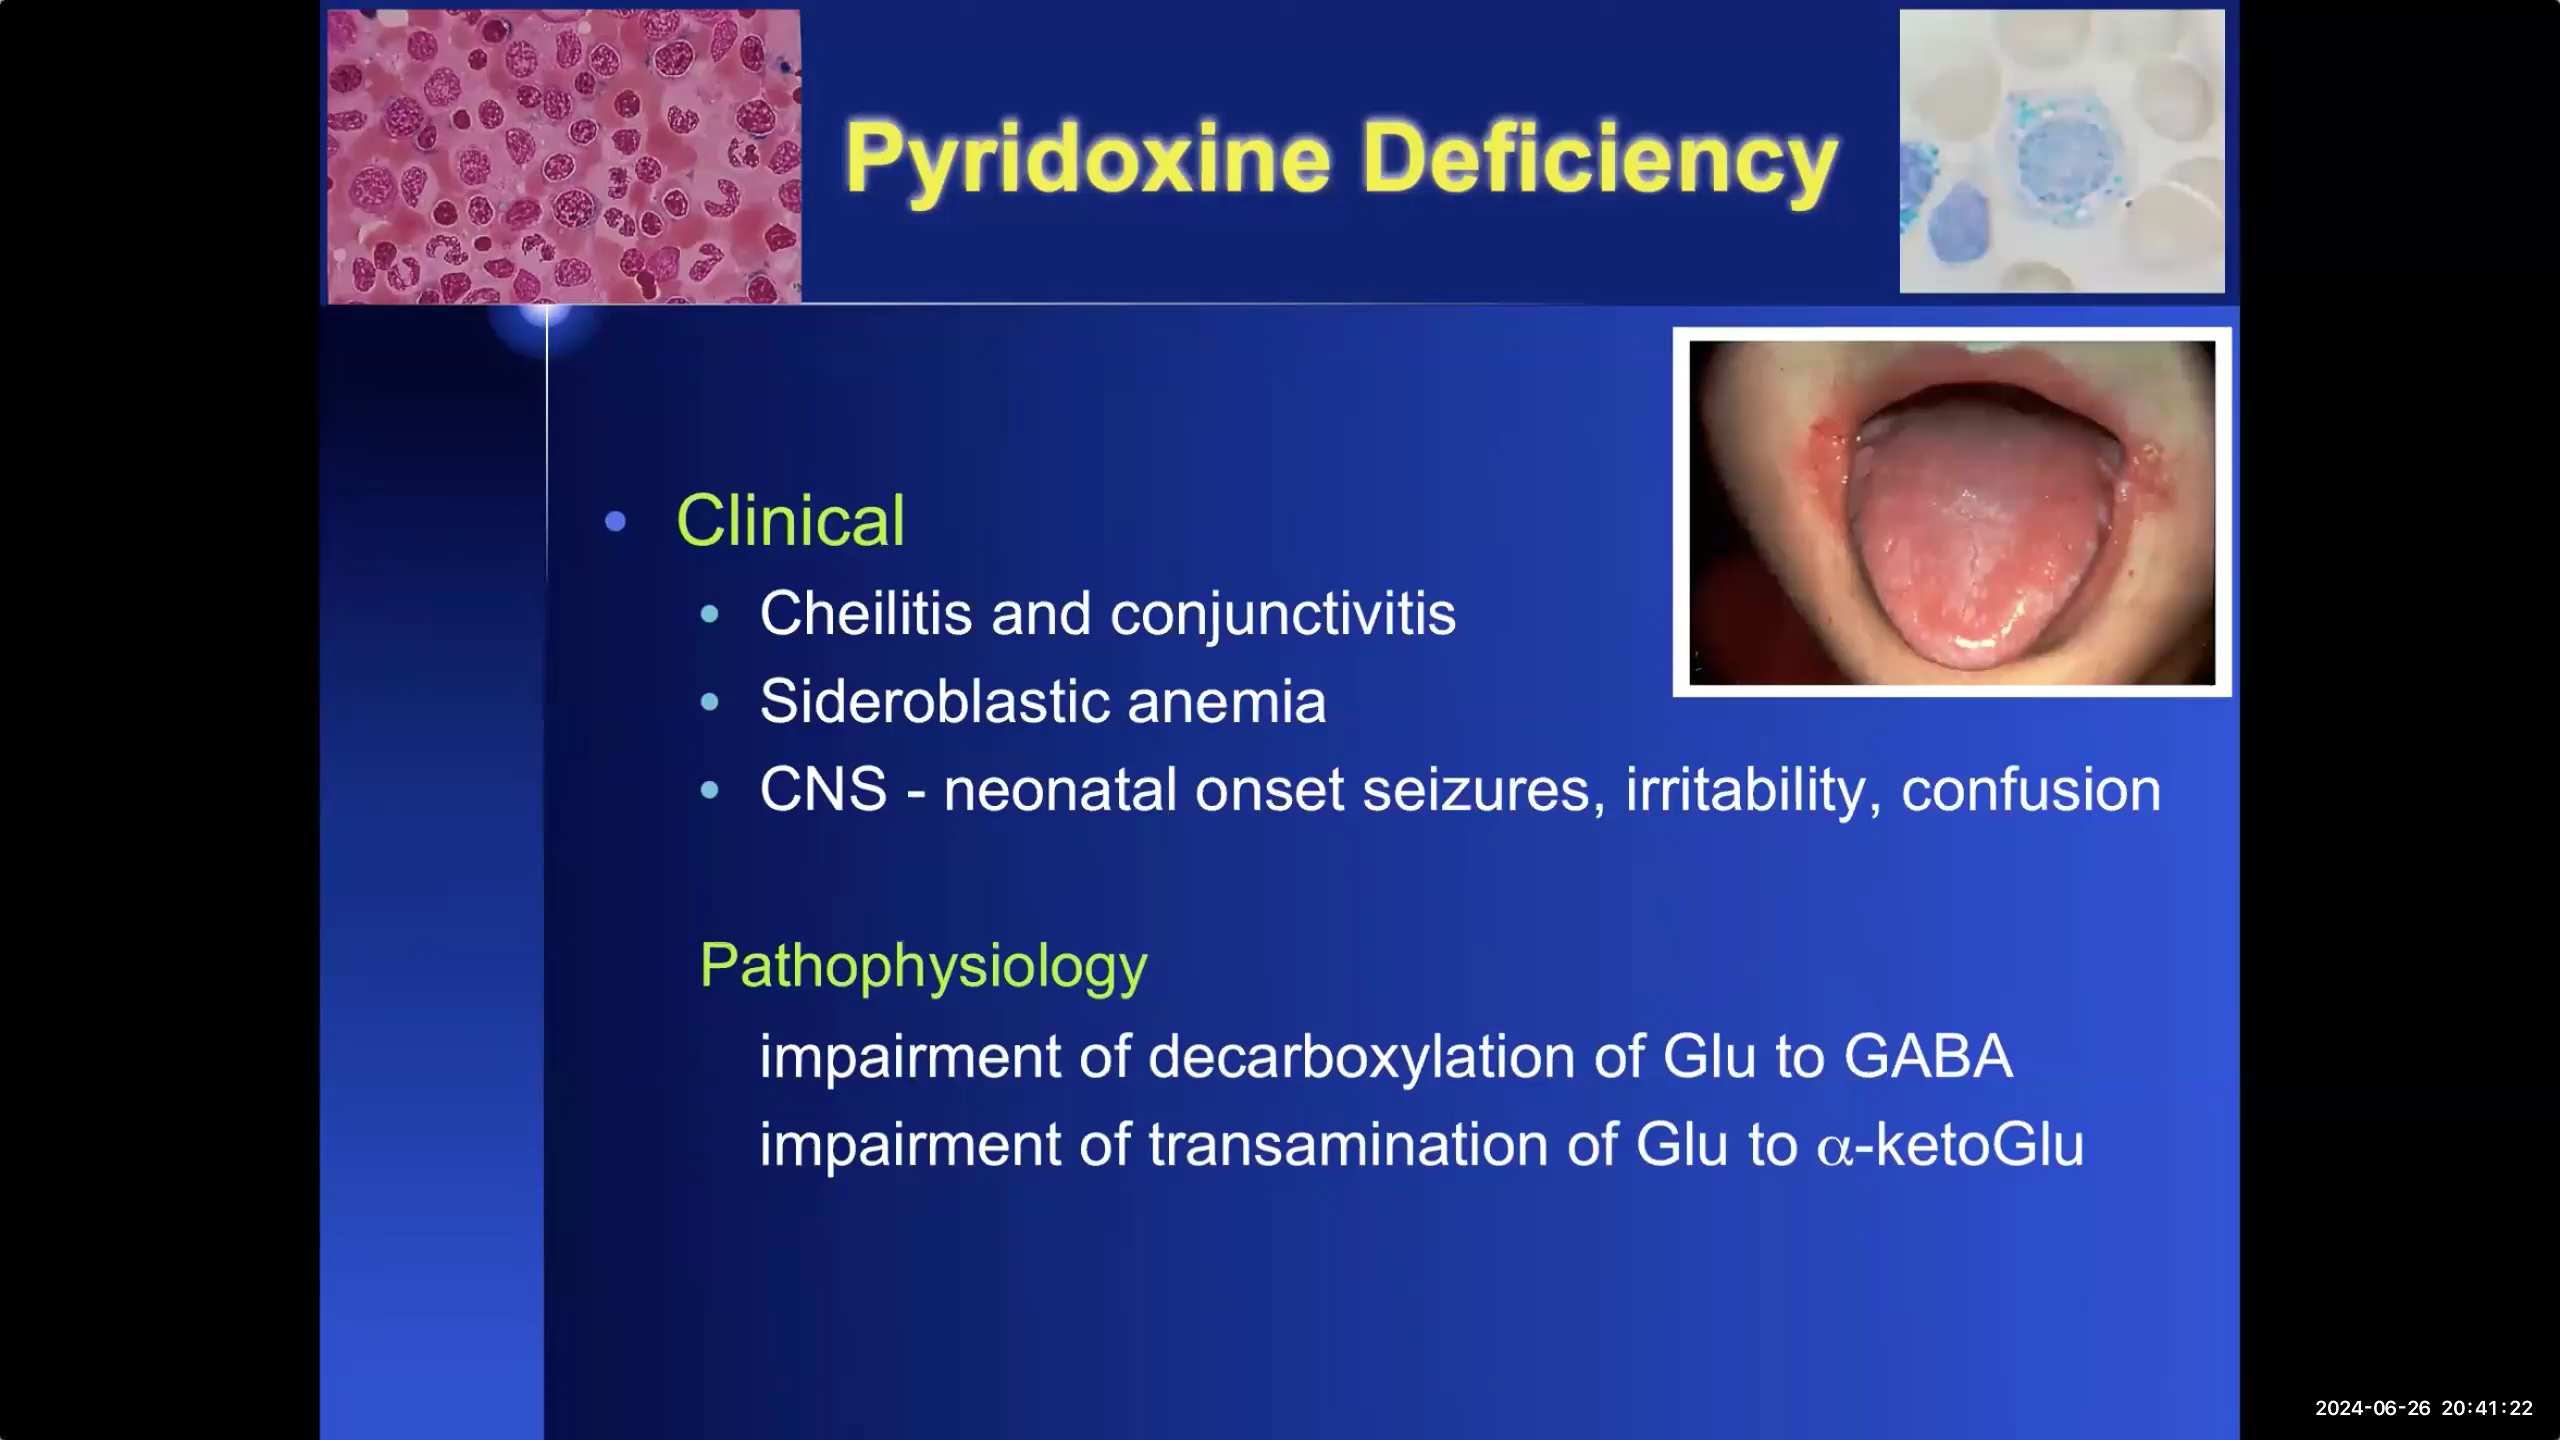 Pyridoxine Deficiency
• Clinical
• Cheilitis and conjunctivitis
• Sideroblastic anemia
• CNS - neonatal onset seizures, irritability, confusion
Pathophysiology
impairment of decarboxylation of Glu to GABA
impairment of transamination of Glu to α-ketoGlu
2024-06-26 20:41:22